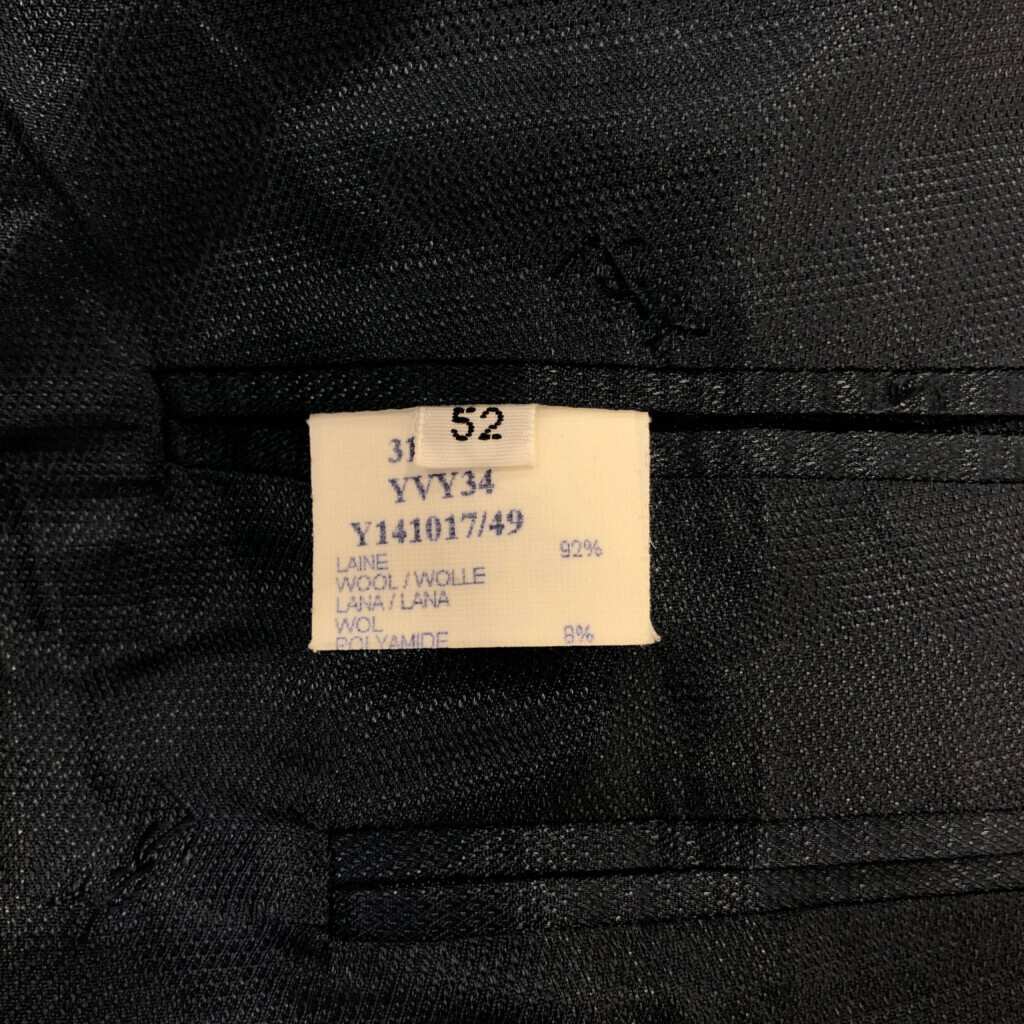 52
31
YVY34
Y141017/49
LAINE 92%
WOOL / WOLLE
LANA / LANA
WOL
POLYAMIDE 8%